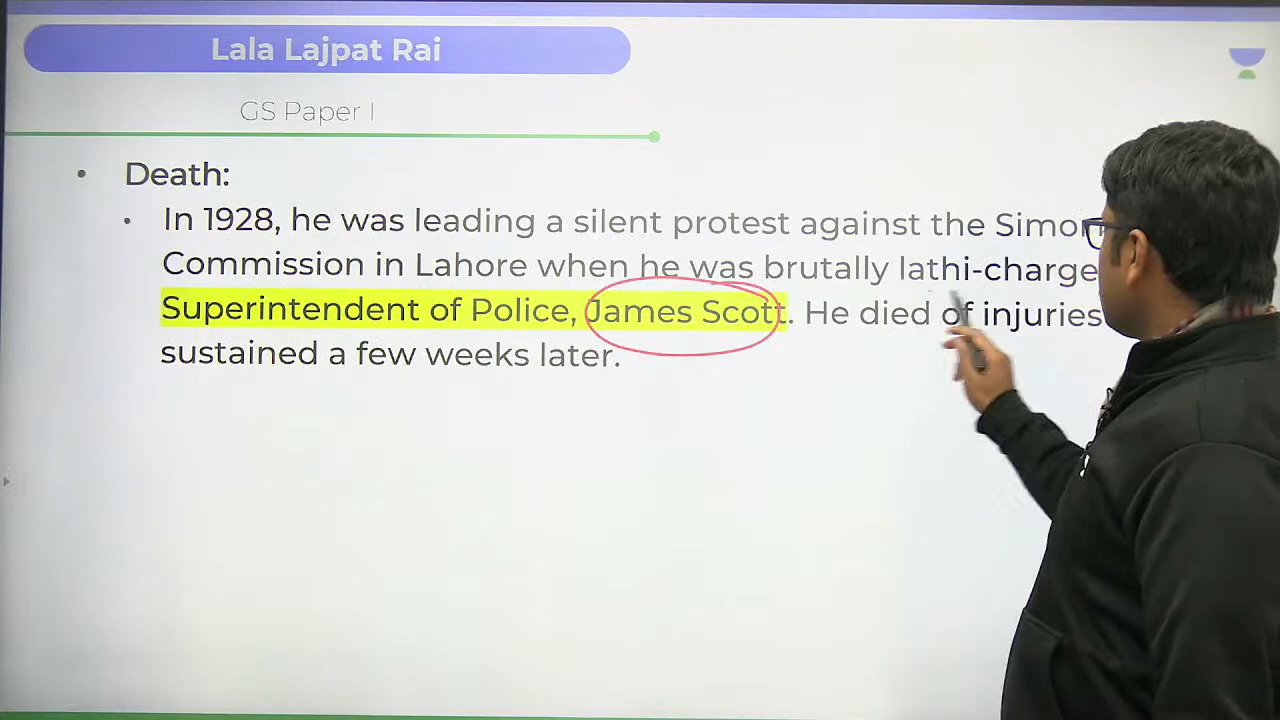 Lala Lajpat Rai
GS Paper I
• Death:
• In 1928, he was leading a silent protest against the Simon
Commission in Lahore when he was brutally lathi-charge
Superintendent of Police, James Scott. He died of injuries
sustained a few weeks later.